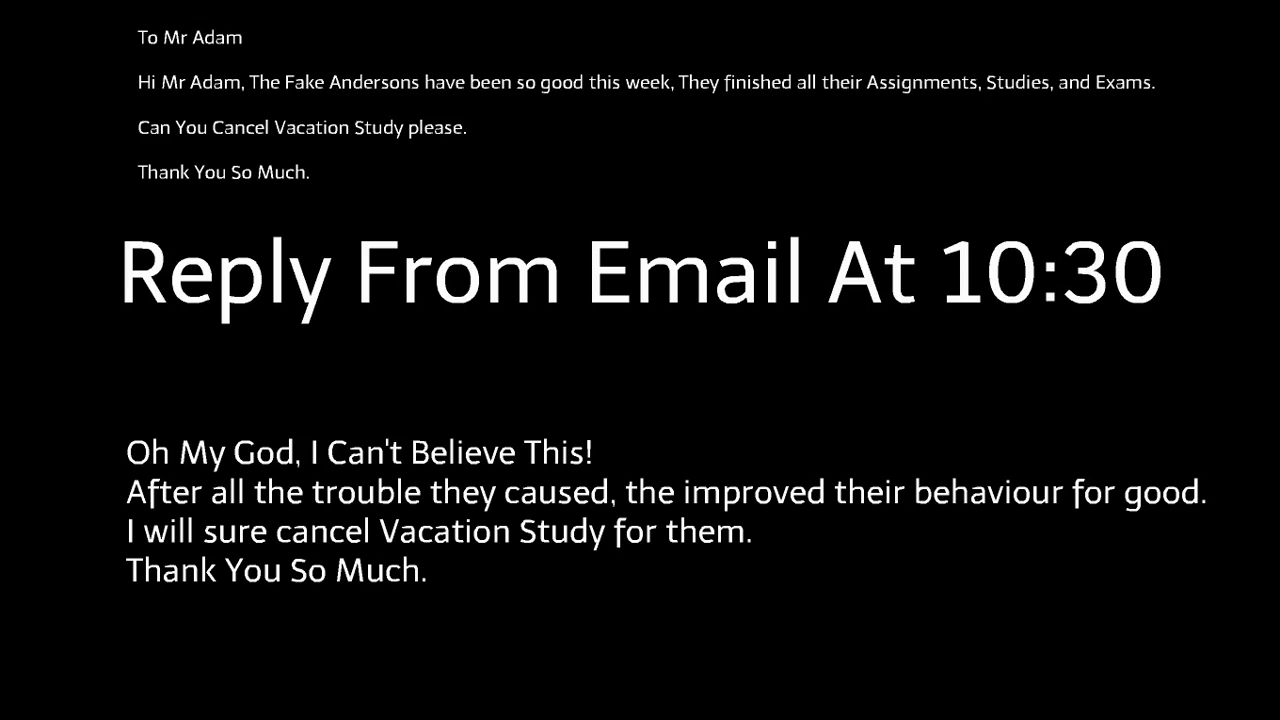 To Mr Adam
Hi Mr Adam, The Fake Andersons have been so good this week, They finished all their Assignments, Studies, and Exams.
Can You Cancel Vacation Study please.
Thank You So Much.
Reply From Email At 10:30
Oh My God, I Can't Believe This!
After all the trouble they caused, the improved their behaviour for good.
I will sure cancel Vacation Study for them.
Thank You So Much.